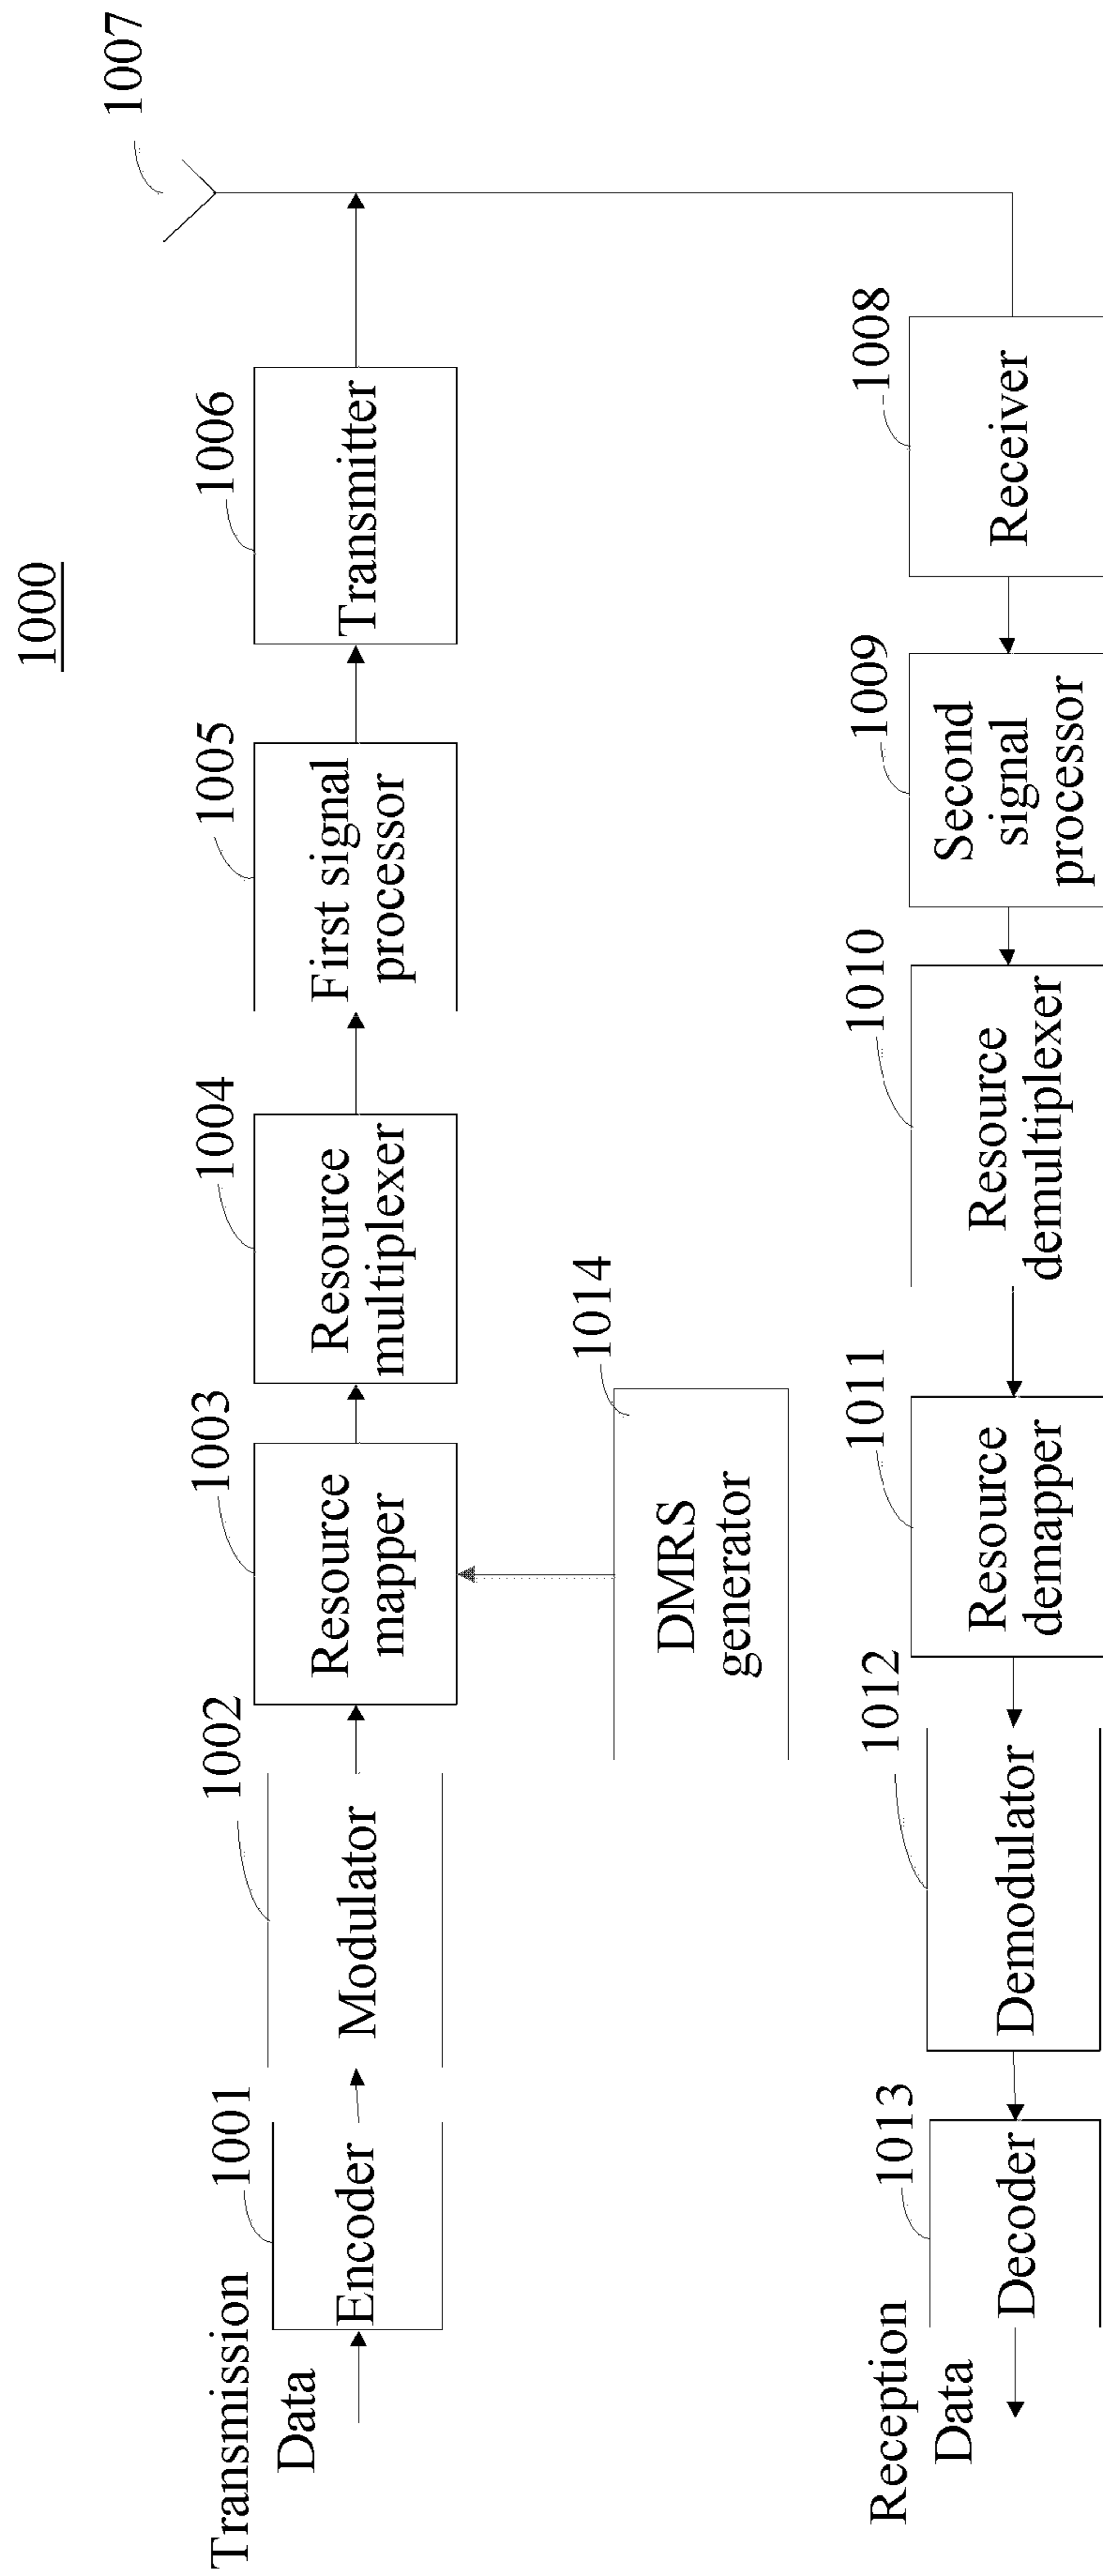 1000
1007
Transmission
Data
1001
Encoder
1002
Modulator
1003
Resource
mapper
1004
Resource
multiplexer
1005
First signal
processor
1006
Transmitter
1014
DMRS
generator
Reception
Data
1013
Decoder
1012
Demodulator
1011
Resource
demapper
1010
Resource
demultiplexer
1009
Second
signal
processor
1008
Receiver